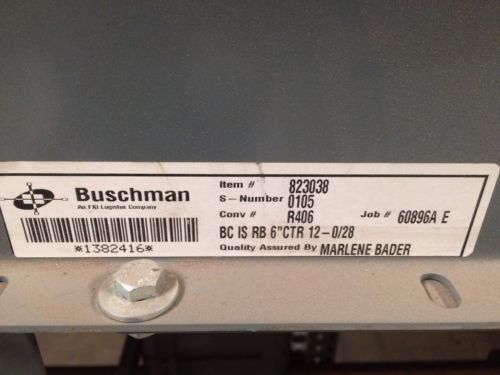 Buschman
An FKI Logistex Company
*1382416*
Item # 823038
S-Number 0105
Conv # R406 Job # 60896A E
BC IS RB 6"CTR 12-0/28
Quality Assured By MARLENE BADER